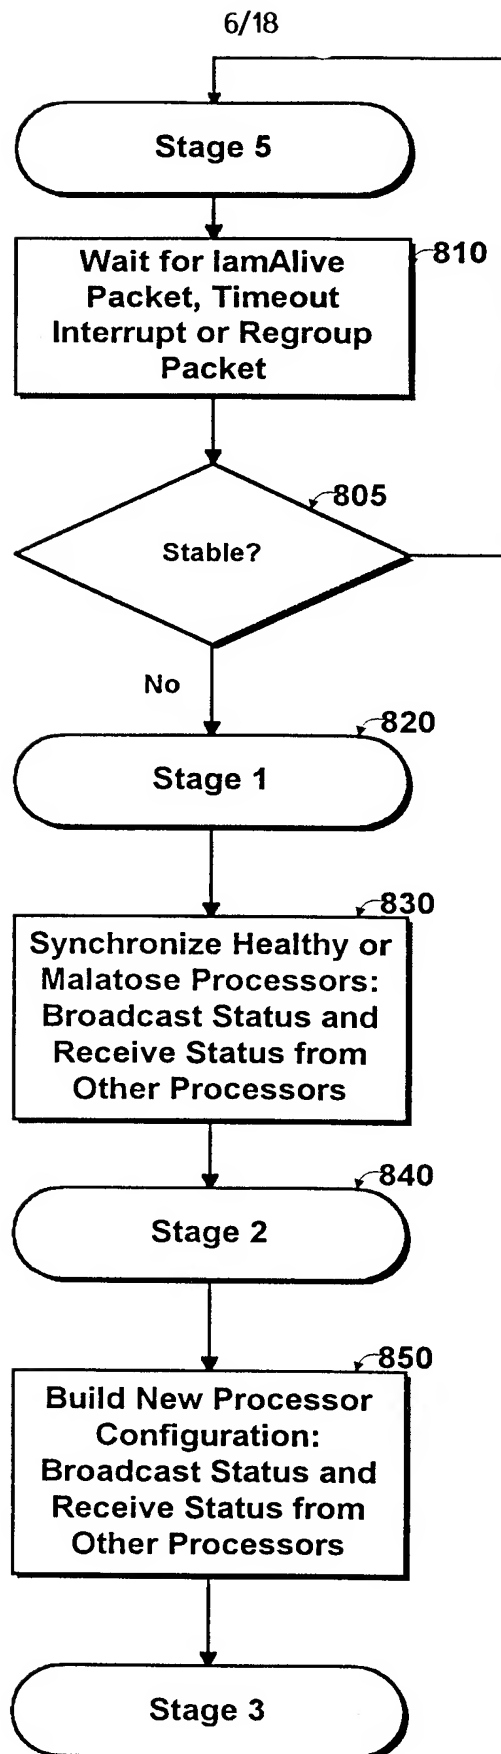 6/18
Stage 5
810
Wait for IamAlive
Packet, Timeout
Interrupt or Regroup
Packet
805
Stable?
No
820
Stage 1
830
Synchronize Healthy or
Malatose Processors:
Broadcast Status and
Receive Status from
Other Processors
840
Stage 2
850
Build New Processor
Configuration:
Broadcast Status and
Receive Status from
Other Processors
Stage 3